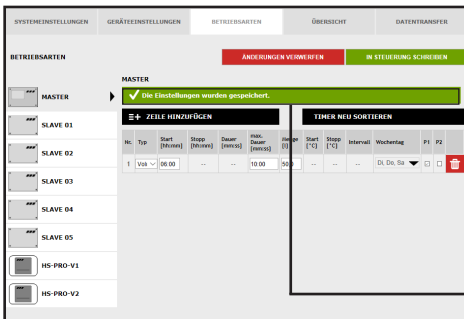 SYSTEMEINSTELLUNGEN GERÄTEEINSTELLUNGEN BETRIEBSARTEN ÜBERSICHT DATENTRANSFER
BETRIEBSARTEN ÄNDERUNGEN VERWERFEN IN STEUERUNG SCHREIBEN
MASTER
MASTER
SLAVE 01
SLAVE 02
SLAVE 03
SLAVE 04
SLAVE 05
HS-PRO-V1
HS-PRO-V2
Die Einstellungen wurden gespeichert.
ZEILE HINZUFÜGEN TIMER NEU SORTIEREN
Nr. Typ Start [hh:mm] Stopp [hh:mm] Dauer [mm:ss] max. Dauer [mm:ss] Menge [l] Start [°C] Stopp [°C] Intervall Wochentag P1 P2
1 Vol 06:00 -- -- 10:00 50,0 -- -- -- Di, Do, Sa